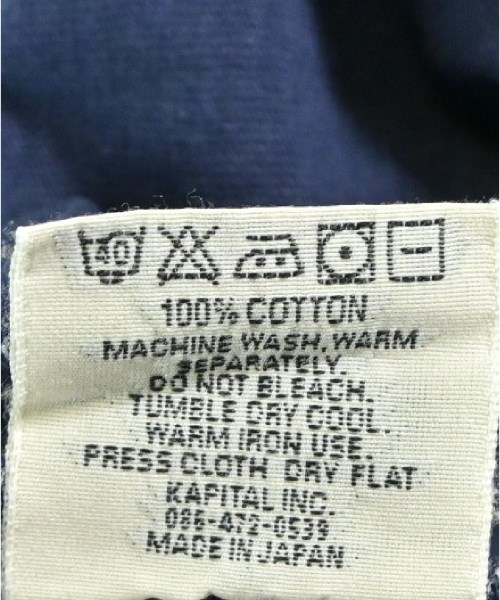 40
100% COTTON
MACHINE WASH, WARM
SEPARATELY.
DO NOT BLEACH.
TUMBLE DRY COOL.
WARM IRON USE.
PRESS CLOTH DRY FLAT
KAPITAL INC.
086-472-0539
MADE IN JAPAN